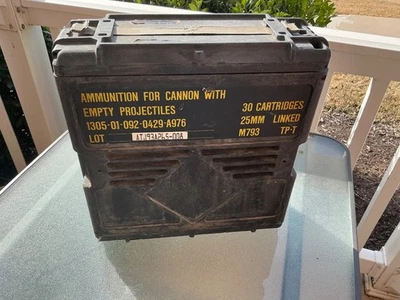 AMMUNITION FOR CANNON WITH
EMPTY PROJECTILES
1305-01-092-0429-A976
LOT
30 CARTRIDGES
25MM LINKED
M793 TP-T